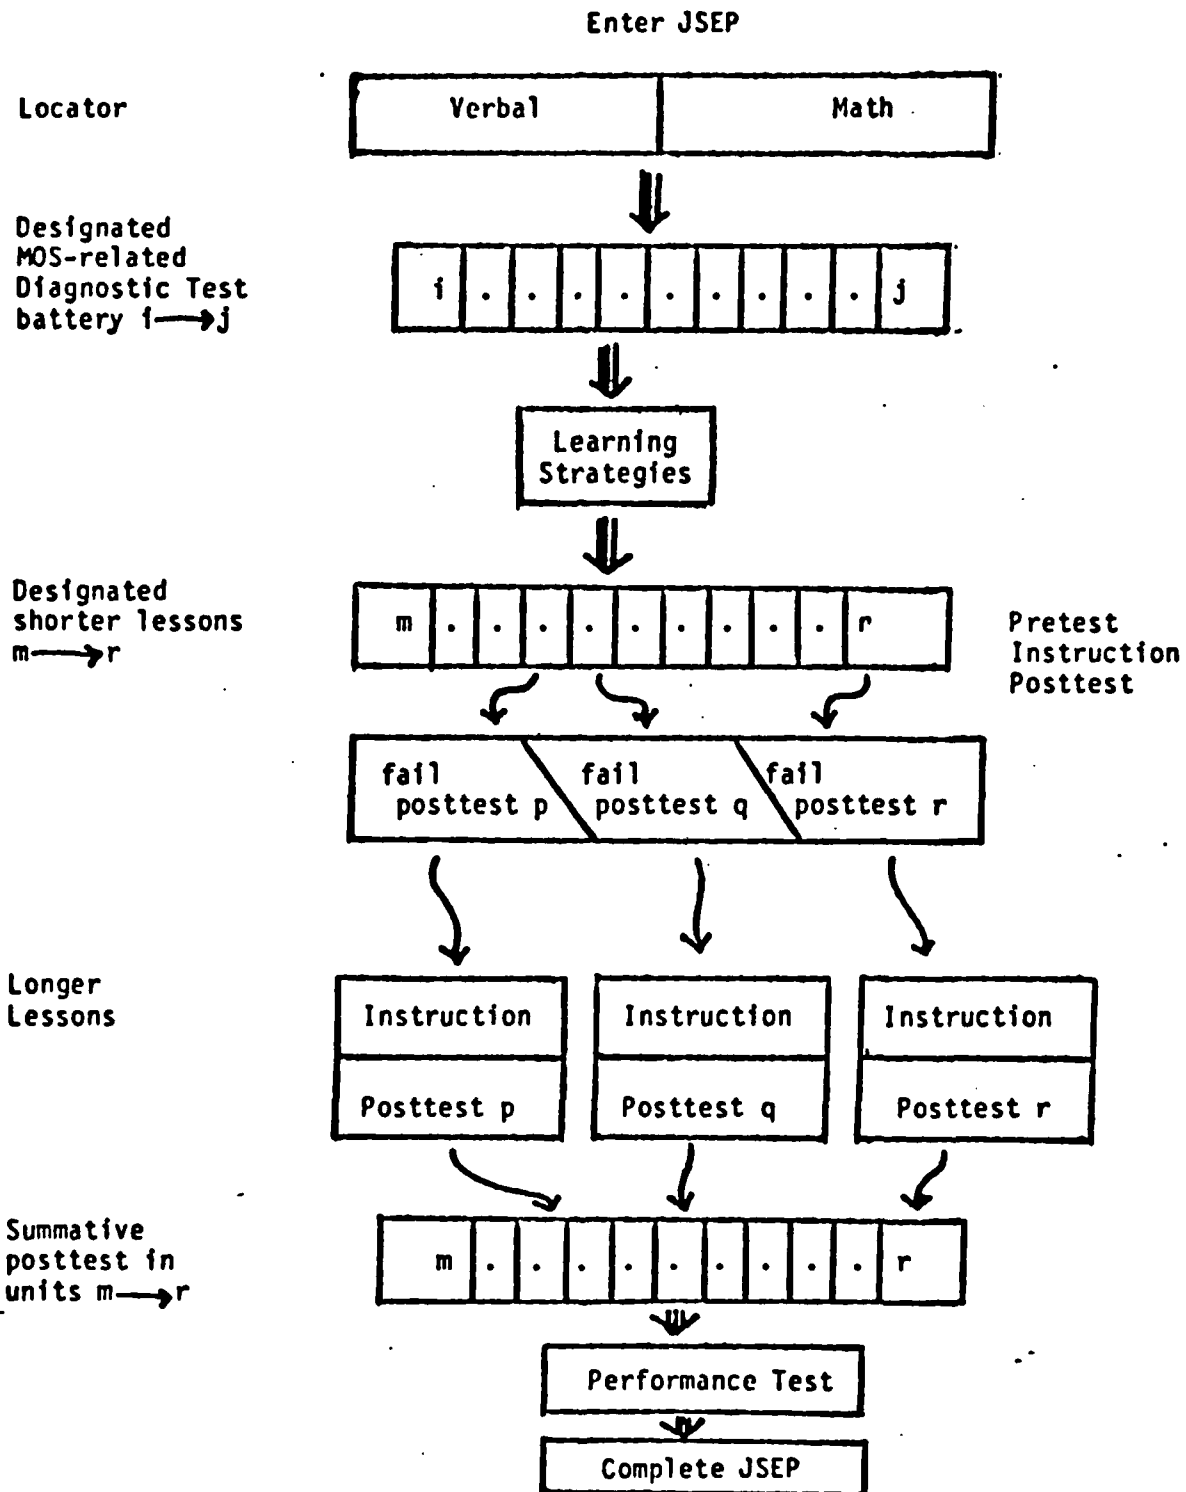 Enter JSEP
Locator
Verbal
Math
Designated
MOS-related
Diagnostic Test
battery i→j
i . . . . . . . . . j
Learning
Strategies
Designated
shorter lessons
m→r
m . . . . . . . . . r
Pretest
Instruction
Posttest
fail
posttest p
fail
posttest q
fail
posttest r
Longer
Lessons
Instruction
Instruction
Instruction
Posttest p
Posttest q
Posttest r
Summative
posttest in
units m→r
m . . . . . . . . . r
Performance Test
Complete JSEP